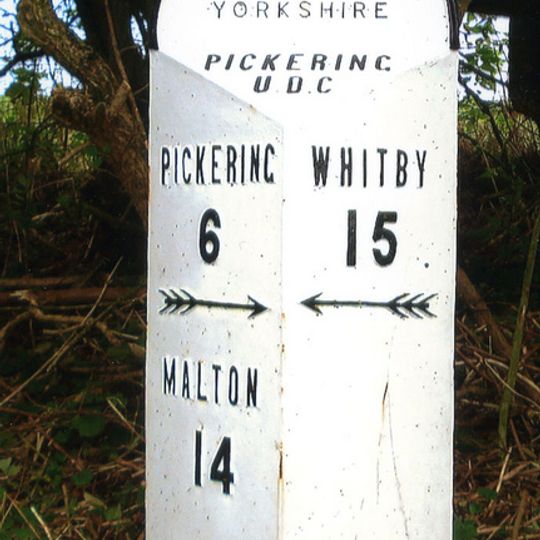 YORKSHIRE
PICKERING
U.D.C
PICKERING
6
MALTON
14
WHITBY
15